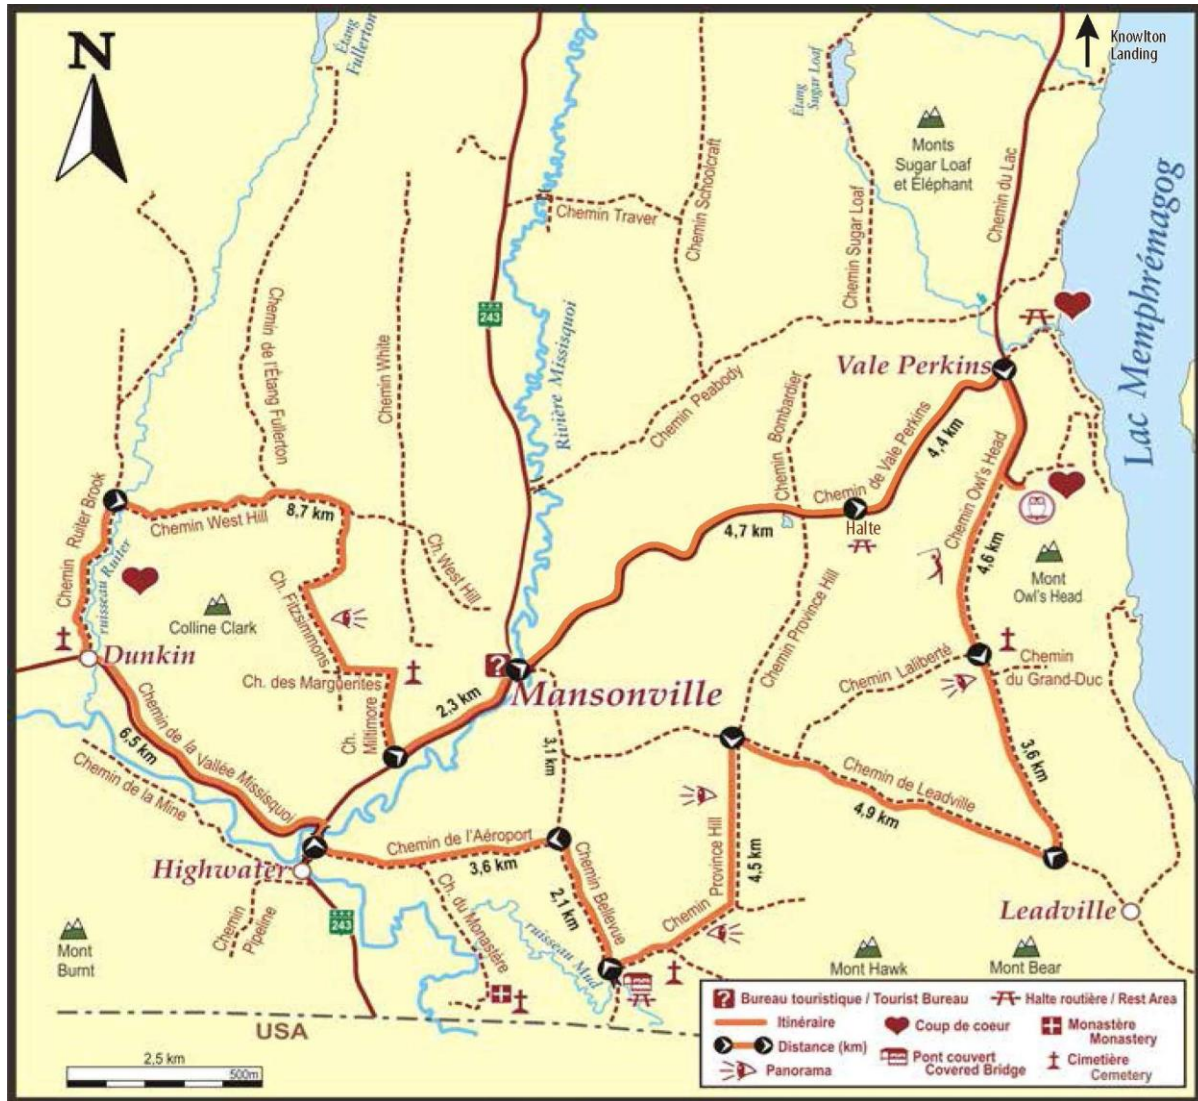 N
Étang
Fullerton
Étang
Sugar Loaf
Knowlton
Landing
Monts
Sugar Loaf
et Éléphant
Chemin du Lac
Lac Memphrémagog
Chemin Schoolcraft
Chemin Traver
Chemin Sugar Loaf
243
Rivière Missisquoi
Chemin de l'Étang Fullerton
Chemin White
Vale Perkins
Chemin Peabody
Chemin Bombardier
Chemin de Vale Perkins
4,4 km
Chemin Owl's Head
4,6 km
Chemin Ruiter Brook
ruisseau Ruiter
Chemin West Hill
8,7 km
Ch. West Hill
4,7 km
Halte
Mont
Owl's Head
Colline Clark
Ch. Fitzsimmons
Chemin Province Hill
Dunkin
Ch. des Marguerites
Ch.
Miltimore
2,3 km
?
Mansonville
Chemin Laliberté
Chemin
du Grand-Duc
Chemin de la Vallée Missisquoi
6,5 km
Chemin de la Mine
3,1 km
3,6 km
Chemin de Leadville
4,9 km
Chemin de l'Aéroport
3,6 km
Chemin Bellevue
2,1 km
Chemin Province Hill
4,5 km
Highwater
Leadville
243
Chemin
Pipeline
Ch. du Monastère
ruisseau Mud
Mont
Burnt
Mont Hawk
Mont Bear
USA
2,5 km
500m
? Bureau touristique / Tourist Bureau
Halte routière / Rest Area
Itinéraire
Coup de coeur
Monastère
Monastery
Distance (km)
Pont couvert
Covered Bridge
Cimetière
Cemetery
Panorama